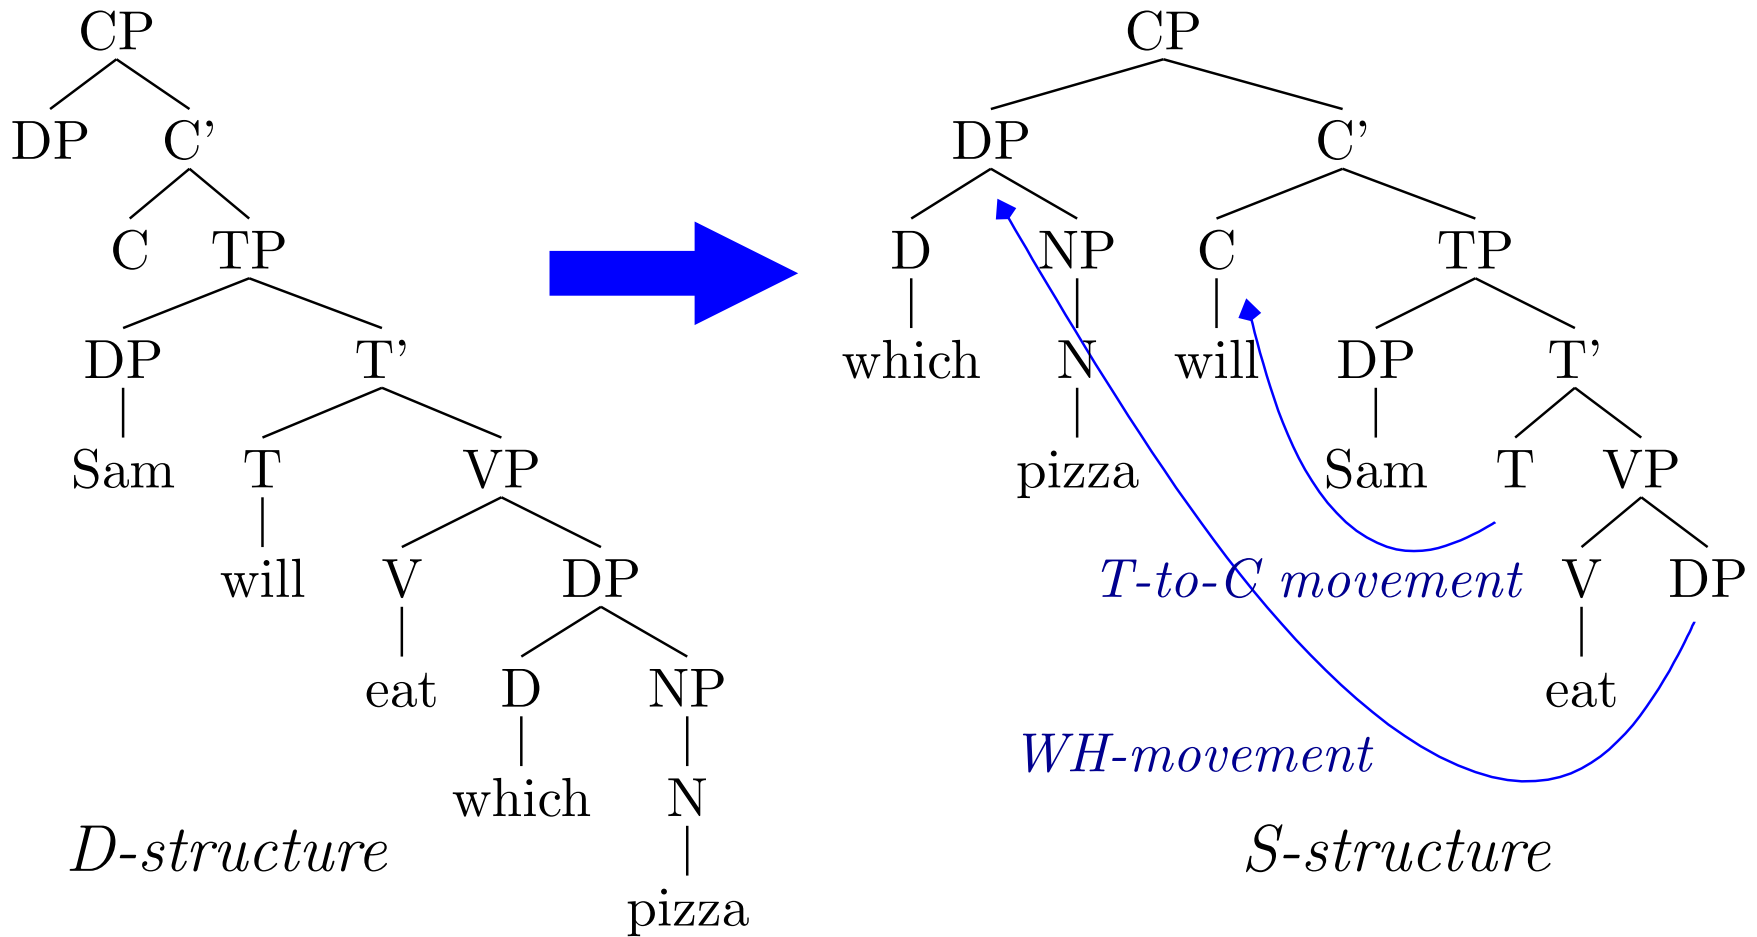 CP CP
DP C' DP C'
C TP D NP C TP
DP T' which N will DP T'
Sam T VP pizza Sam T VP
will V DP T-to-C movement V DP
eat D NP eat
WH-movement
which N
D-structure S-structure
pizza